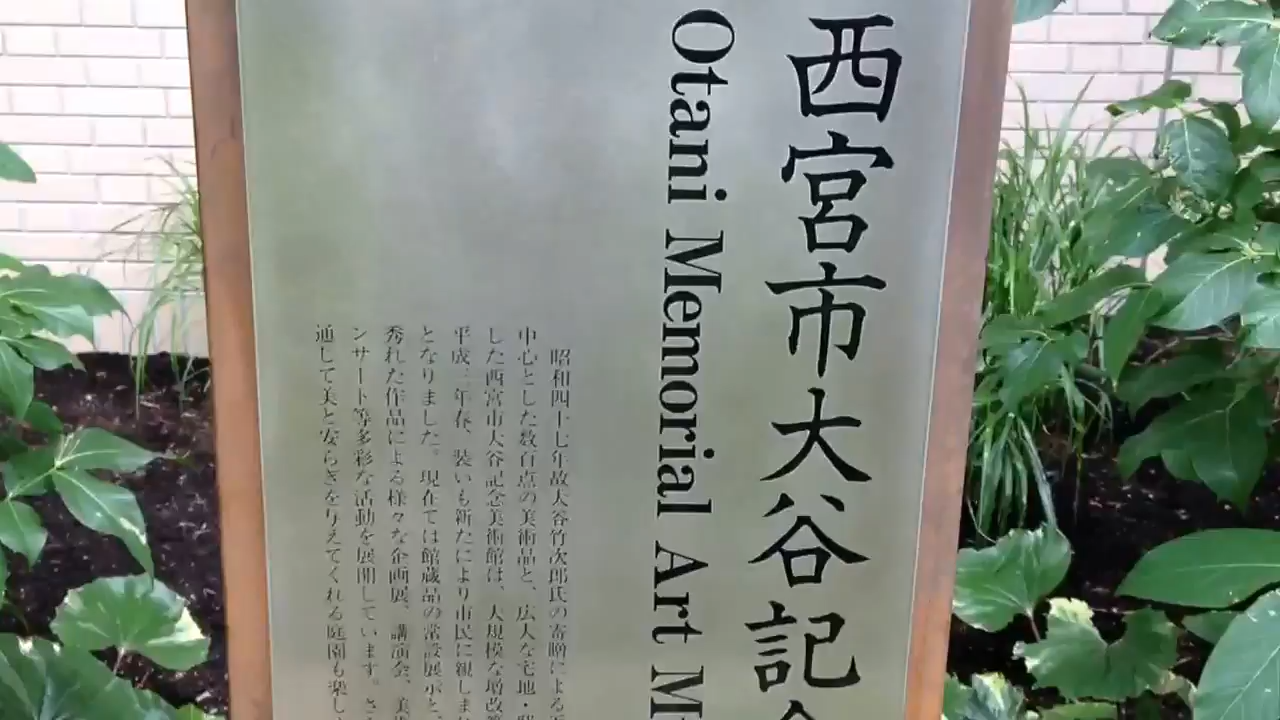 西宮市大谷記念
Otani Memorial Art M
昭和四十七年故大谷竹次郎氏の寄贈による近
中心とした数百点の美術品と、広大な宅地・邸
した西宮市大谷記念美術館は、大規模な増改築
平成三年春、装いも新たにより市民に親しまれ
となりました。現在では館蔵品の常設展示と、
秀れた作品による様々な企画展、講演会、美術
ンサート等多彩な活動を展開しています。さら
通して美と安らぎを与えてくれる庭園も楽し